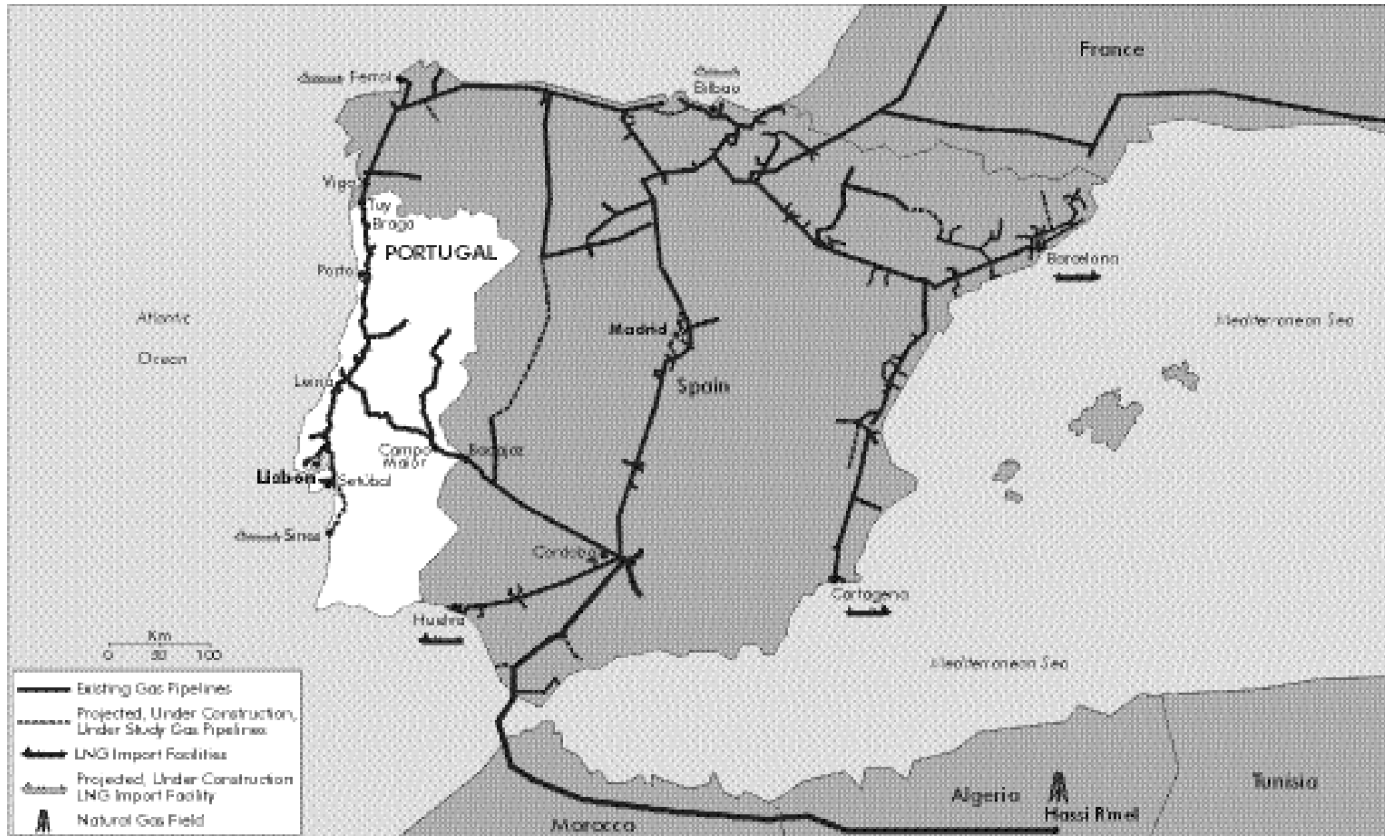 France
Ferrol
Bilbao
Vigo
Tuy
Braga
PORTUGAL
Porto
Barcelona
Atlantic
Ocean
Mediterranean Sea
Madrid
Leiria
Spain
Campo
Maior
Badajoz
Lisbon
Setúbal
Sines
Cordoba
Cartagena
Huelva
Km
0 50 100
Mediterranean Sea
Existing Gas Pipelines
Projected, Under Construction,
Under Study Gas Pipelines
LNG Import Facilities
Projected, Under Construction
LNG Import Facility
Natural Gas Field
Algeria
Tunisia
Hassi R'mel
Morocco